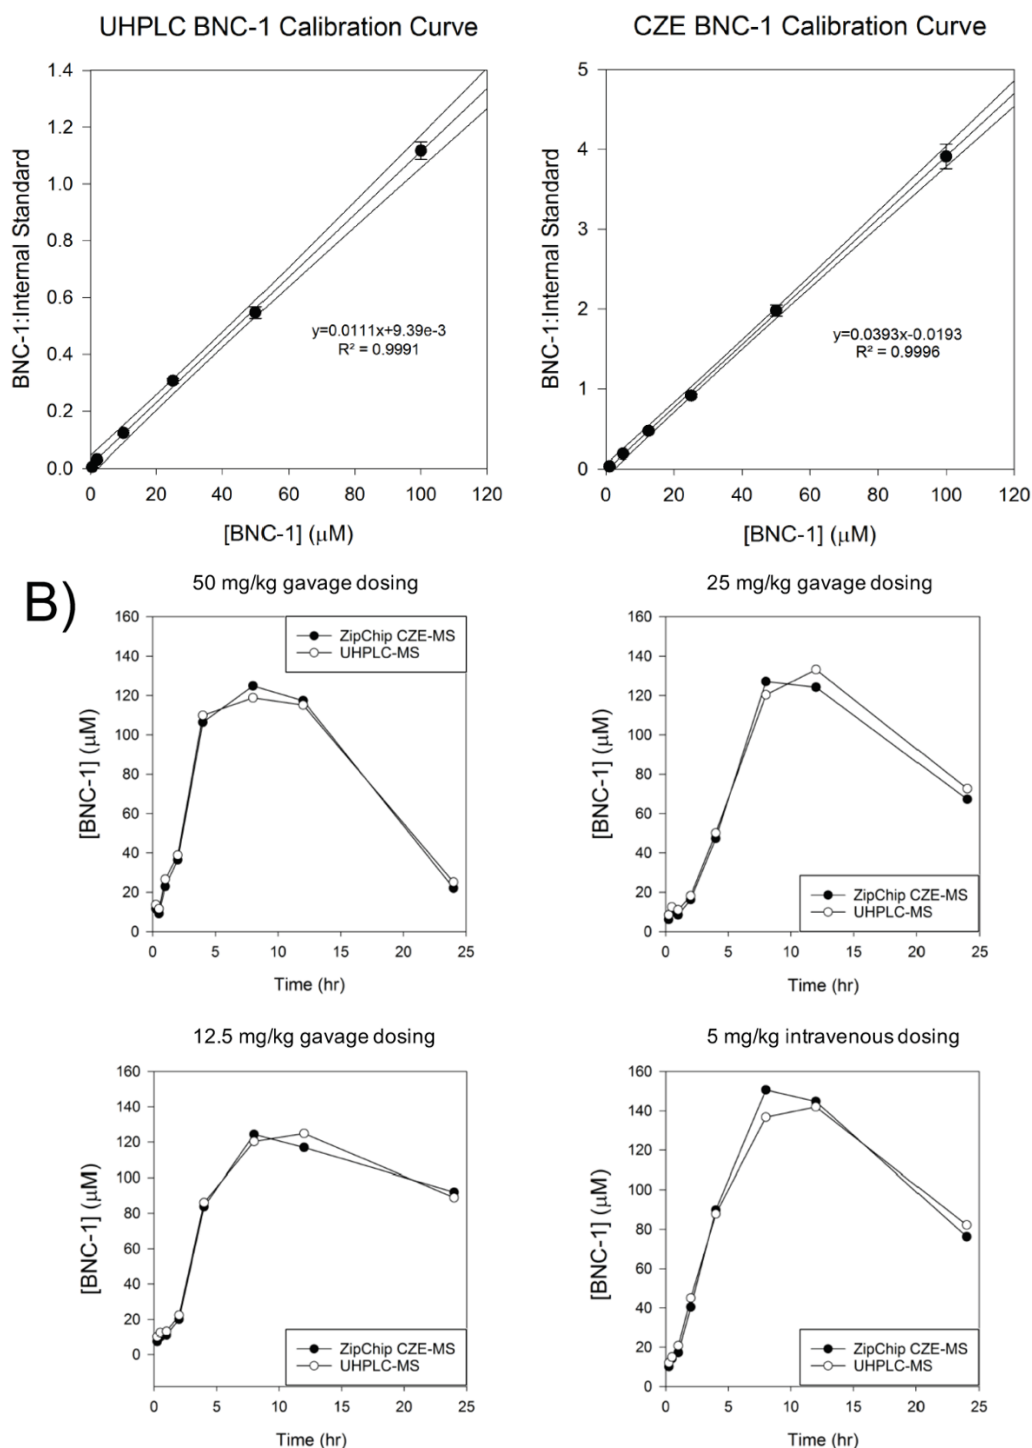 UHPLC BNC-1 Calibration Curve
BNC-1:Internal Standard
1.4
1.2
1.0
0.8
0.6
0.4
0.2
0.0
y=0.0111x+9.39e-3
R² = 0.9991
0 20 40 60 80 100 120
[BNC-1] (μM)
CZE BNC-1 Calibration Curve
BNC-1:Internal Standard
5
4
3
2
1
0
y=0.0393x-0.0193
R² = 0.9996
0 20 40 60 80 100 120
[BNC-1] (μM)
B)
50 mg/kg gavage dosing
[BNC-1] (μM)
160
140
120
100
80
60
40
20
0
ZipChip CZE-MS
UHPLC-MS
0 5 10 15 20 25
Time (hr)
25 mg/kg gavage dosing
[BNC-1] (μM)
160
140
120
100
80
60
40
20
0
ZipChip CZE-MS
UHPLC-MS
0 5 10 15 20 25
Time (hr)
12.5 mg/kg gavage dosing
[BNC-1] (μM)
160
140
120
100
80
60
40
20
0
ZipChip CZE-MS
UHPLC-MS
0 5 10 15 20 25
Time (hr)
5 mg/kg intravenous dosing
[BNC-1] (μM)
160
140
120
100
80
60
40
20
0
ZipChip CZE-MS
UHPLC-MS
0 5 10 15 20 25
Time (hr)